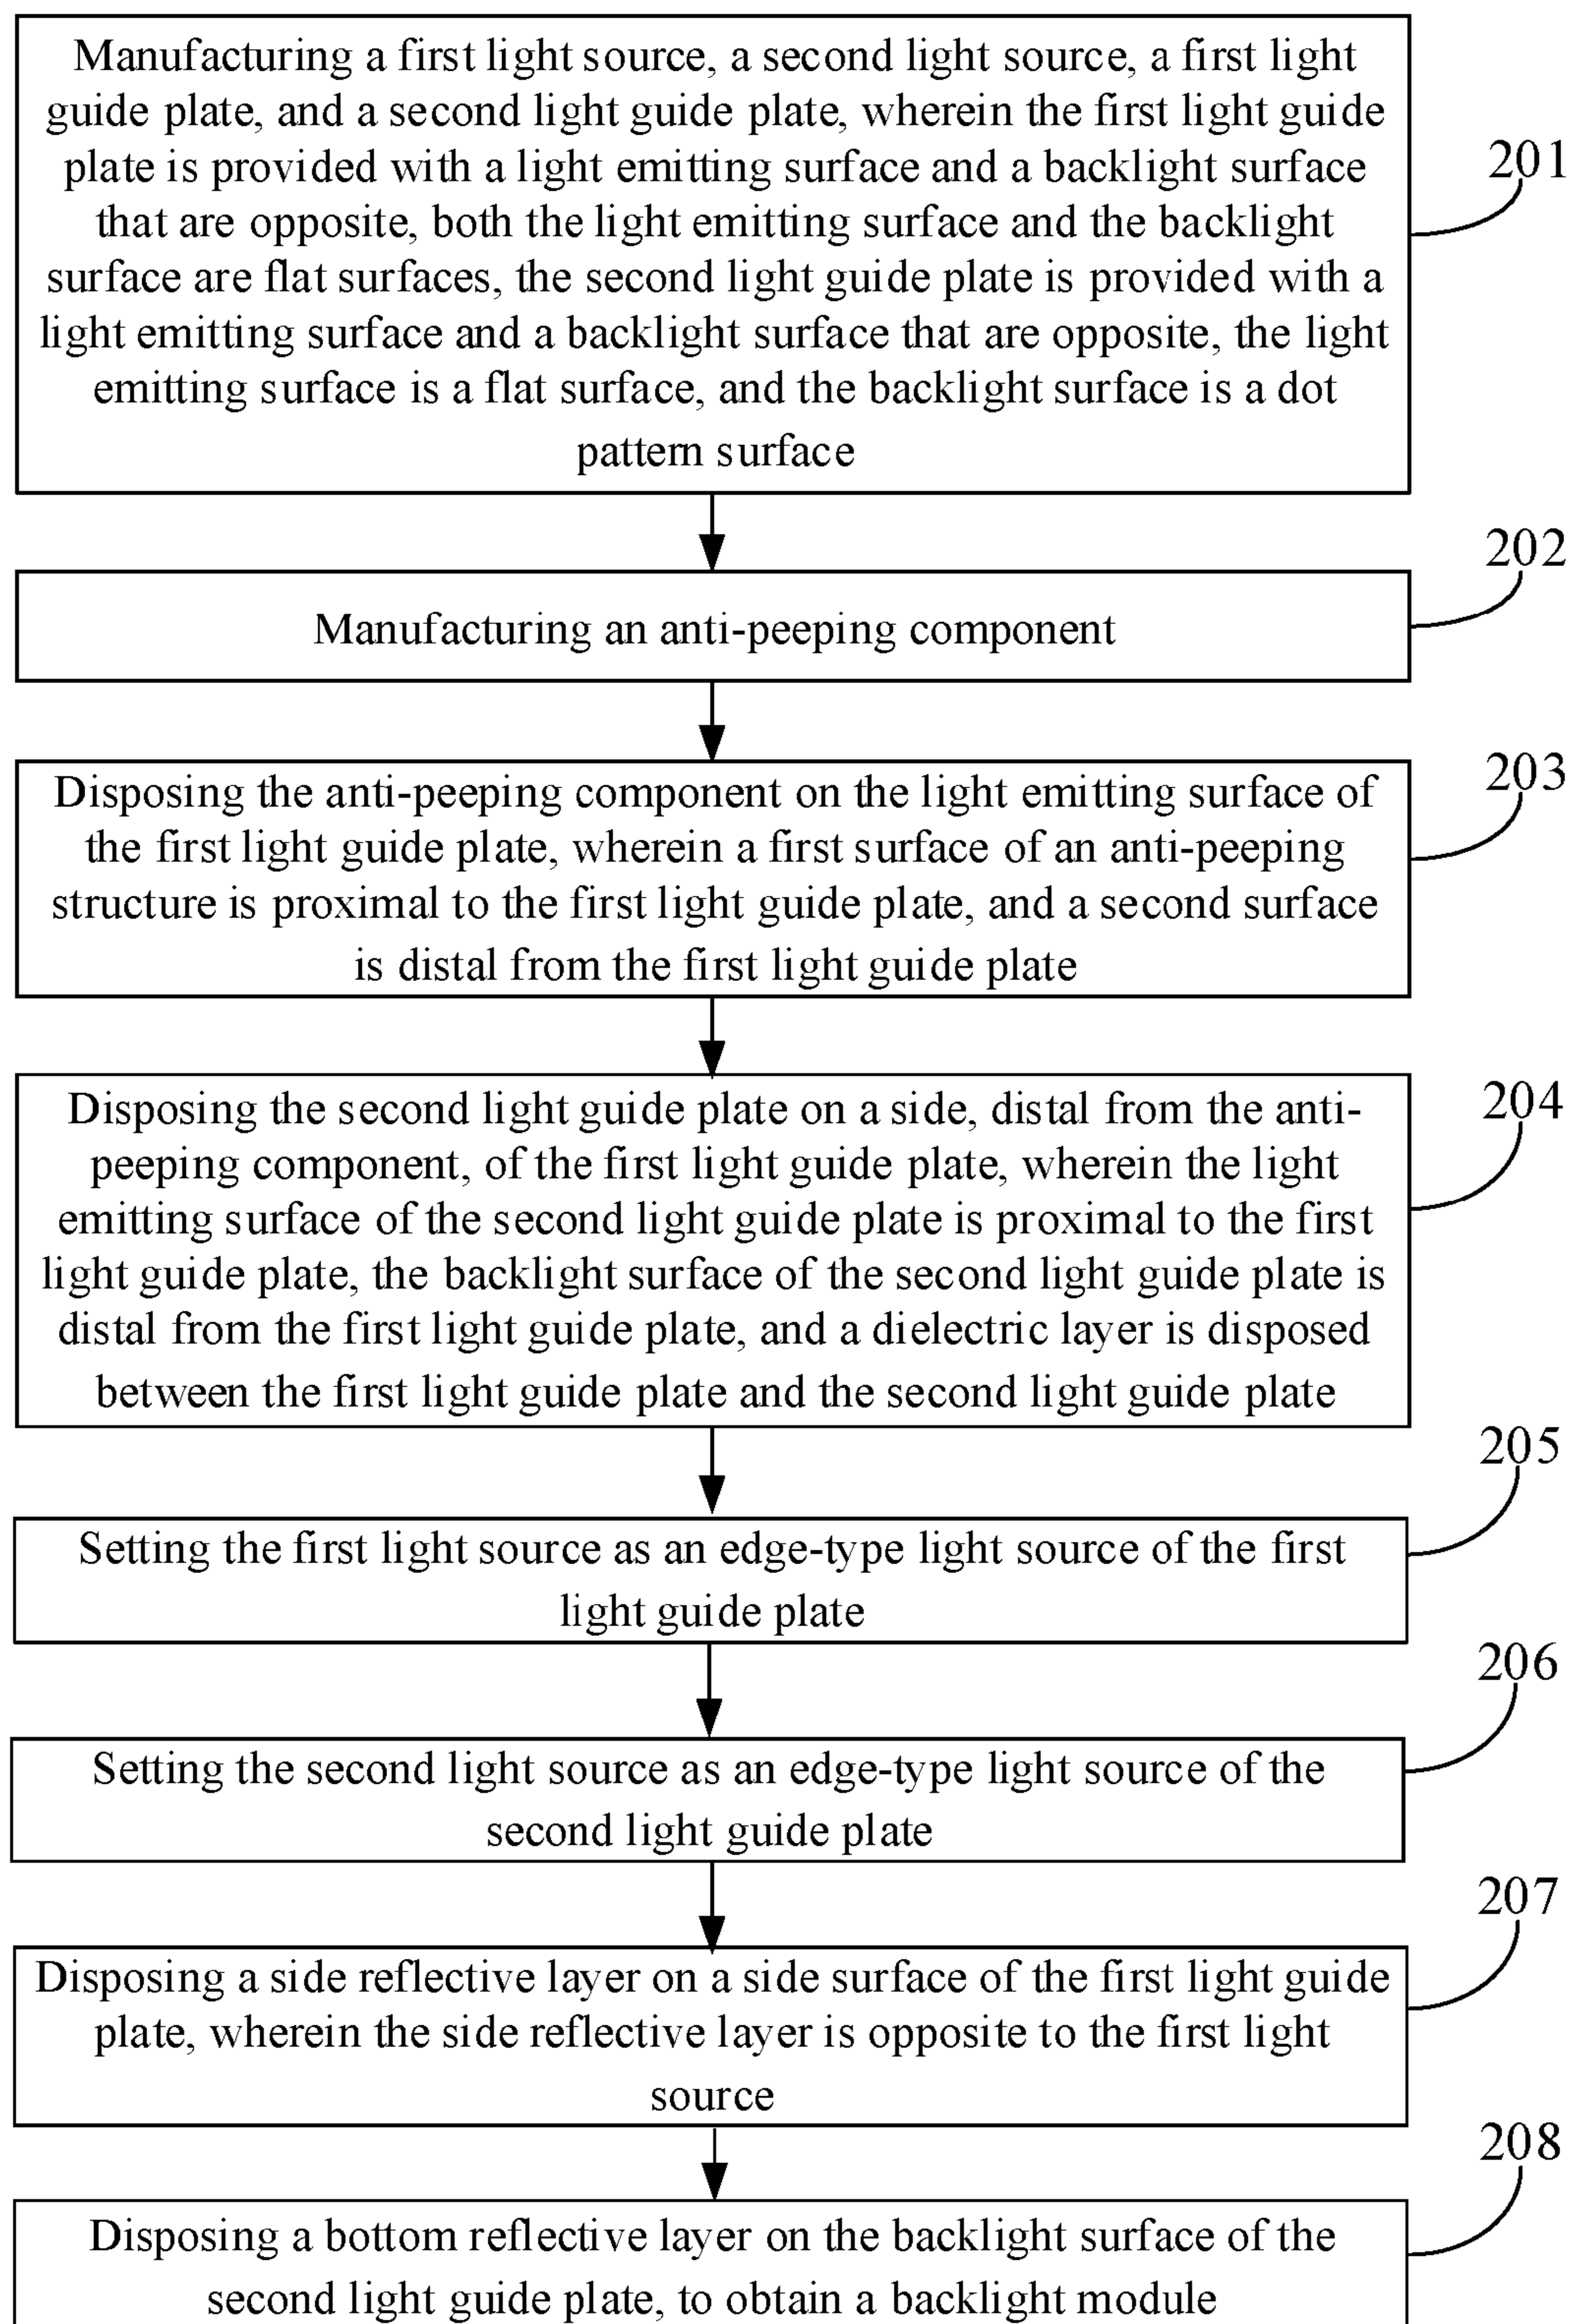 Manufacturing a first light source, a second light source, a first light
guide plate, and a second light guide plate, wherein the first light guide
plate is provided with a light emitting surface and a backlight surface
that are opposite, both the light emitting surface and the backlight
surface are flat surfaces, the second light guide plate is provided with a
light emitting surface and a backlight surface that are opposite, the light
emitting surface is a flat surface, and the backlight surface is a dot
pattern surface
201
Manufacturing an anti-peeping component
202
Disposing the anti-peeping component on the light emitting surface of
the first light guide plate, wherein a first surface of an anti-peeping
structure is proximal to the first light guide plate, and a second surface
is distal from the first light guide plate
203
Disposing the second light guide plate on a side, distal from the anti-
peeping component, of the first light guide plate, wherein the light
emitting surface of the second light guide plate is proximal to the first
light guide plate, the backlight surface of the second light guide plate is
distal from the first light guide plate, and a dielectric layer is disposed
between the first light guide plate and the second light guide plate
204
Setting the first light source as an edge-type light source of the first
light guide plate
205
Setting the second light source as an edge-type light source of the
second light guide plate
206
Disposing a side reflective layer on a side surface of the first light guide
plate, wherein the side reflective layer is opposite to the first light
source
207
Disposing a bottom reflective layer on the backlight surface of the
second light guide plate, to obtain a backlight module
208